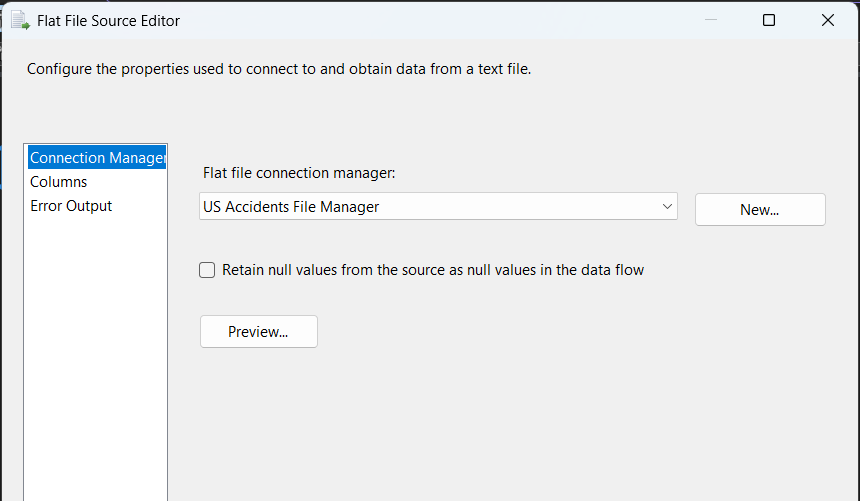 Flat File Source Editor
Configure the properties used to connect to and obtain data from a text file.
Connection Manager
Columns
Error Output
Flat file connection manager:
US Accidents File Manager
New...
Retain null values from the source as null values in the data flow
Preview...